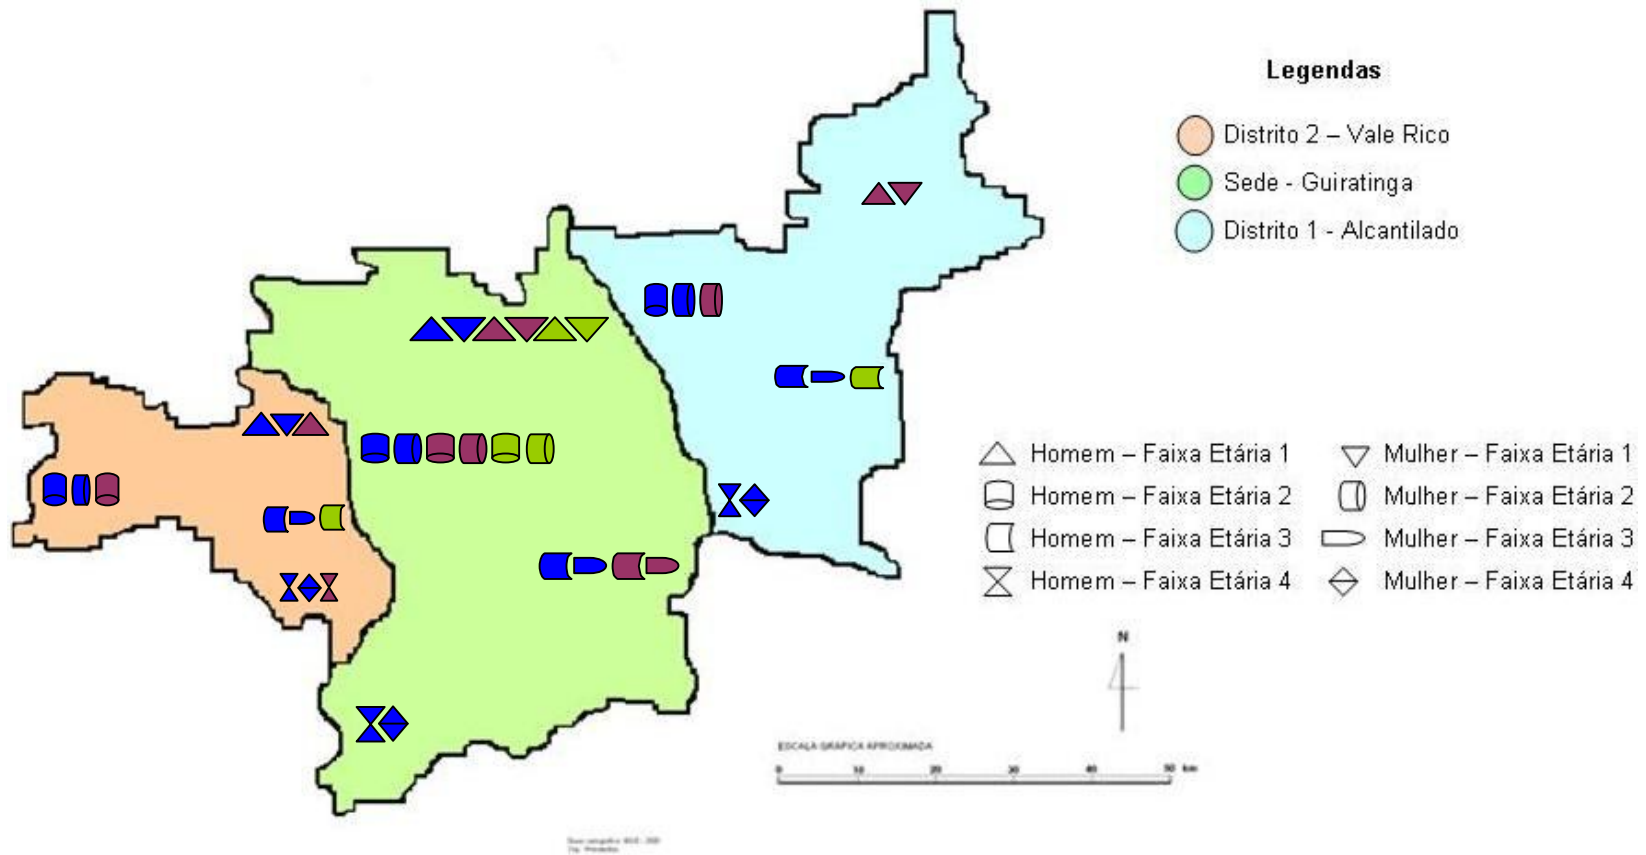 Legendas
Distrito 2 – Vale Rico
Sede - Guiratinga
Distrito 1 - Alcantilado
Homem – Faixa Etária 1
Mulher – Faixa Etária 1
Homem – Faixa Etária 2
Mulher – Faixa Etária 2
Homem – Faixa Etária 3
Mulher – Faixa Etária 3
Homem – Faixa Etária 4
Mulher – Faixa Etária 4
N
ESCALA GRÁFICA APROXIMADA
0 10 20 30 40 50 km